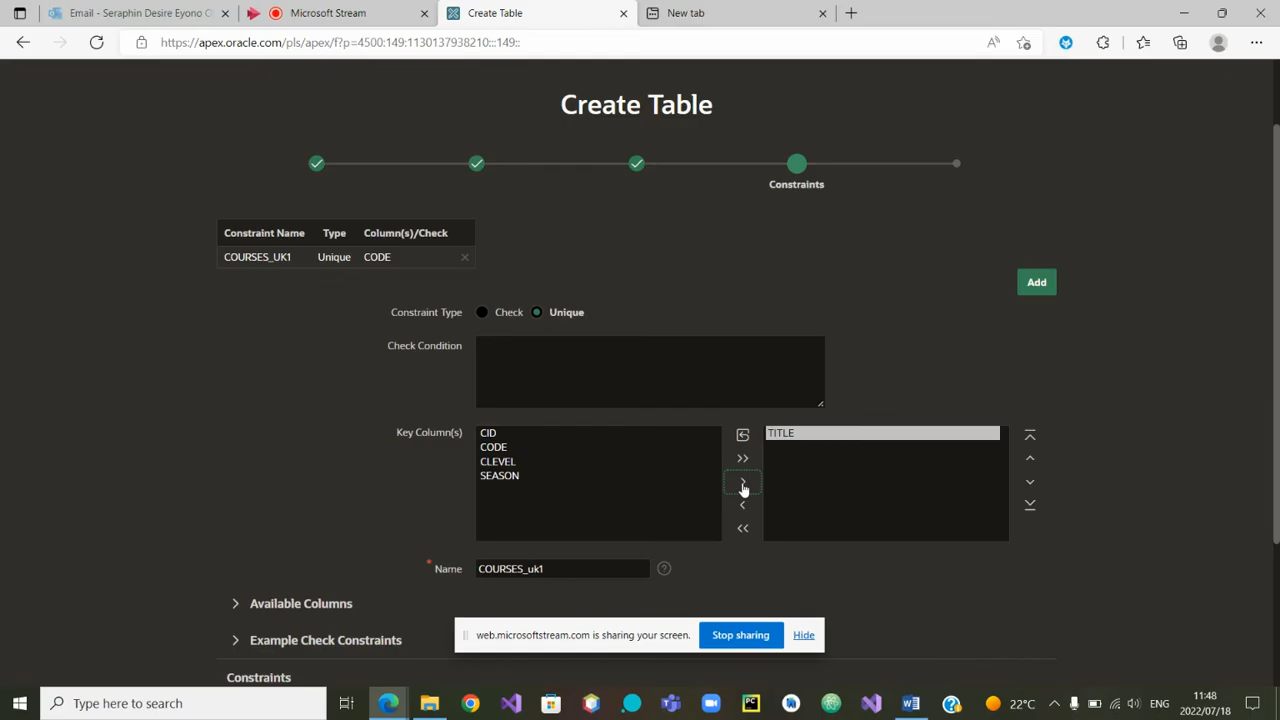 Email - Seraphin Desire Eyono O
Microsoft Stream
Create Table
New tab
https://apex.oracle.com/pls/apex/f?p=4500:149:1130137938210:::149::
Create Table
Constraints
Constraint Name Type Column(s)/Check
COURSES_UK1 Unique CODE
Add
Constraint Type Check Unique
Check Condition
Key Column(s)
CID
CODE
CLEVEL
SEASON
TITLE
* Name COURSES_uk1
Available Columns
web.microsoftstream.com is sharing your screen. Stop sharing Hide
Example Check Constraints
Constraints
Type here to search
22°C
ENG
11:48
2022/07/18